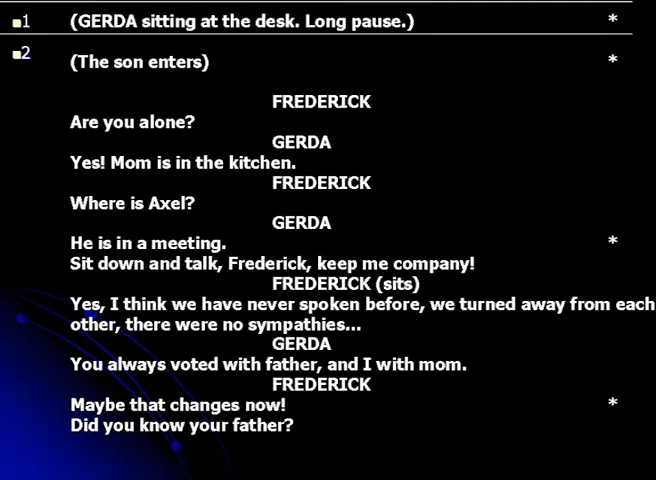 1 (GERDA sitting at the desk. Long pause.) *
2
(The son enters) *
FREDERICK
Are you alone?
GERDA
Yes! Mom is in the kitchen.
FREDERICK
Where is Axel?
GERDA
He is in a meeting. *
Sit down and talk, Frederick, keep me company!
FREDERICK (sits)
Yes, I think we have never spoken before, we turned away from each
other, there were no sympathies...
GERDA
You always voted with father, and I with mom.
FREDERICK
Maybe that changes now! *
Did you know your father?